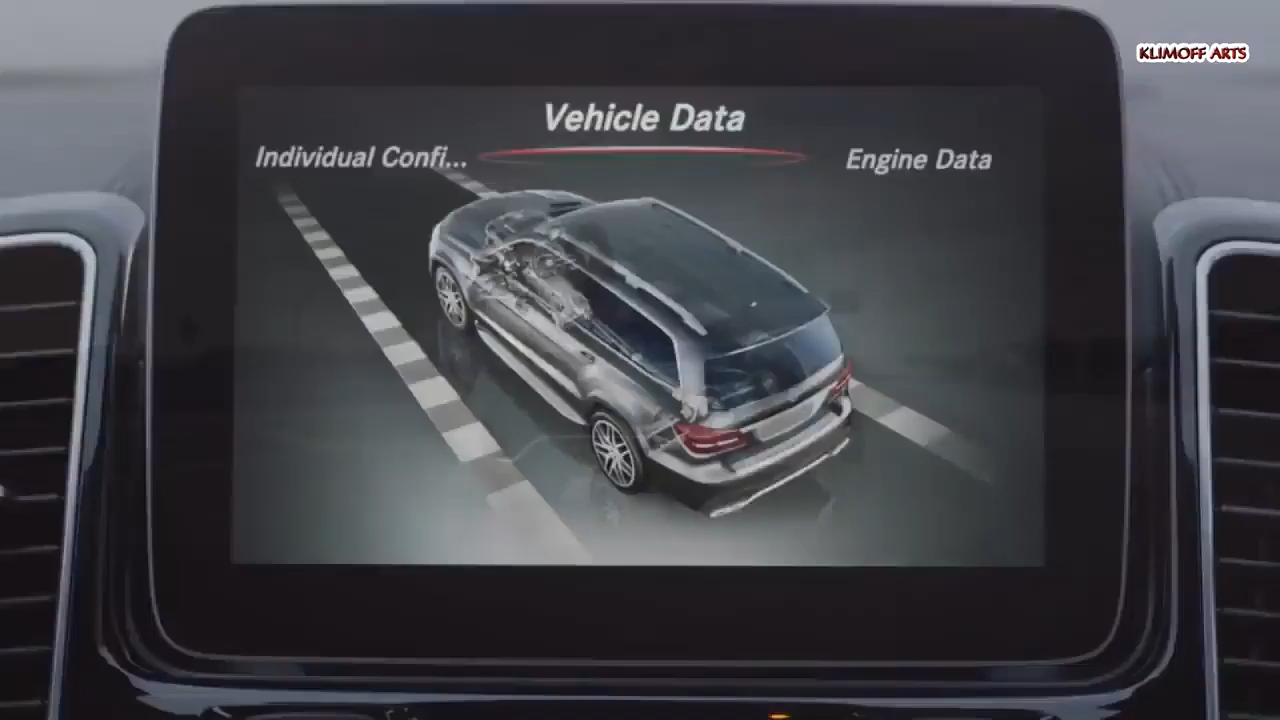 KLIMOFF ARTS
Vehicle Data
Individual Confi...
Engine Data